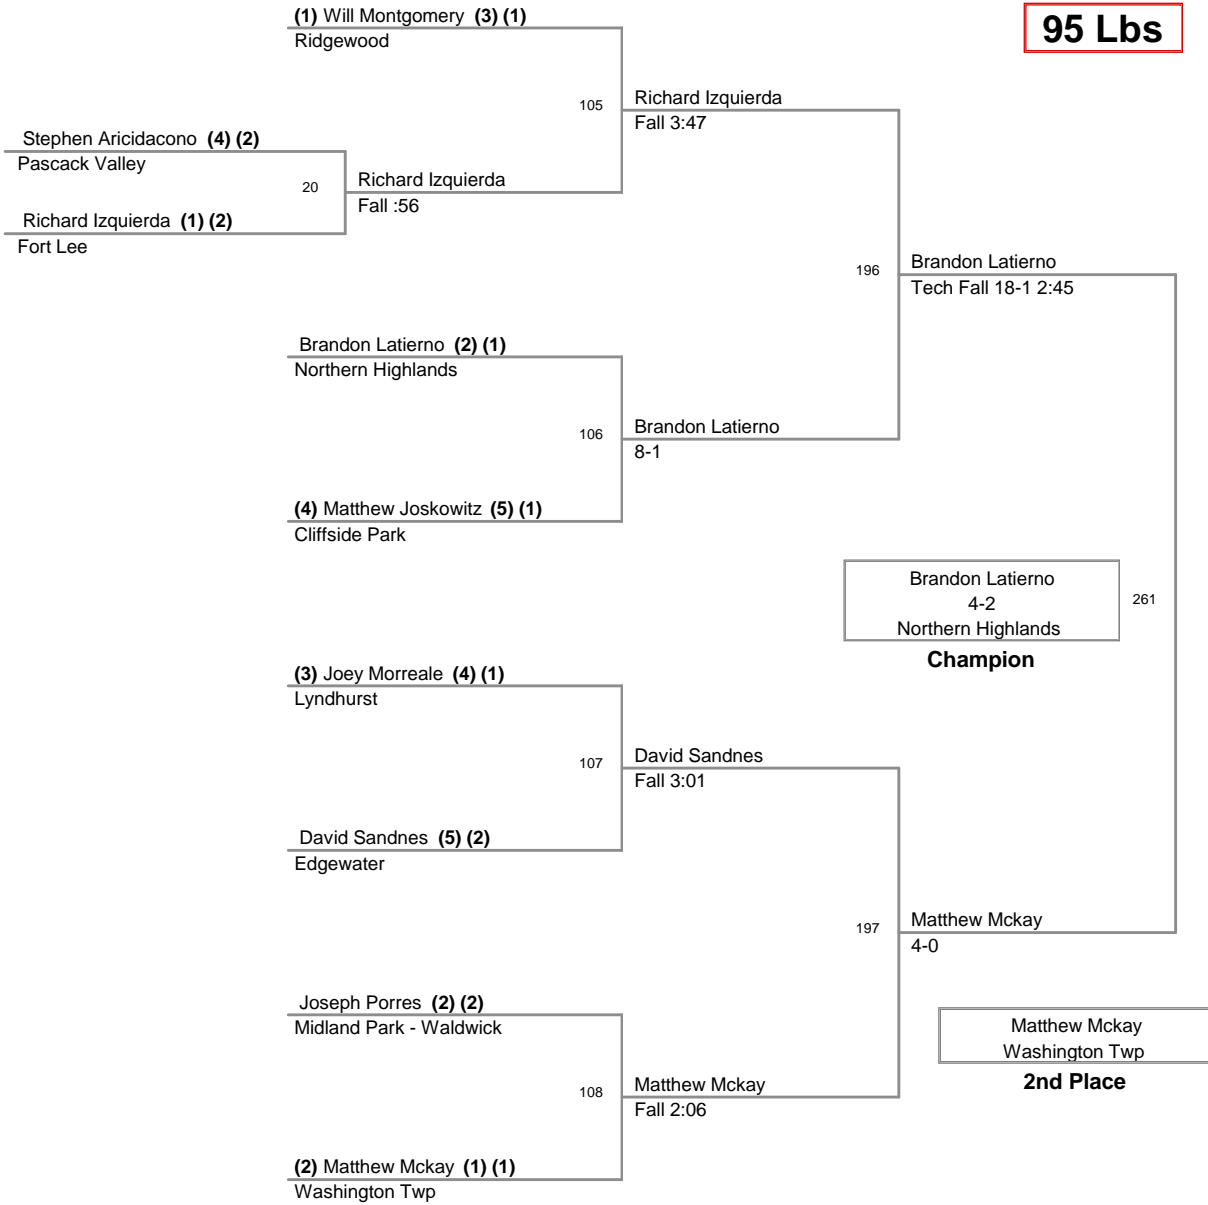 (1) Will Montgomery (3) (1)
Ridgewood
95 Lbs
105
Richard Izquierda
Fall 3:47
Stephen Aricidacono (4) (2)
Pascack Valley
20
Richard Izquierda
Fall :56
Richard Izquierda (1) (2)
Fort Lee
196
Brandon Latierno
Tech Fall 18-1 2:45
Brandon Latierno (2) (1)
Northern Highlands
106
Brandon Latierno
8-1
(4) Matthew Joskowitz (5) (1)
Cliffside Park
Brandon Latierno
4-2
Northern Highlands
261
Champion
(3) Joey Morreale (4) (1)
Lyndhurst
107
David Sandnes
Fall 3:01
David Sandnes (5) (2)
Edgewater
197
Matthew Mckay
4-0
Joseph Porres (2) (2)
Midland Park - Waldwick
Matthew Mckay
Washington Twp
2nd Place
108
Matthew Mckay
Fall 2:06
(2) Matthew Mckay (1) (1)
Washington Twp